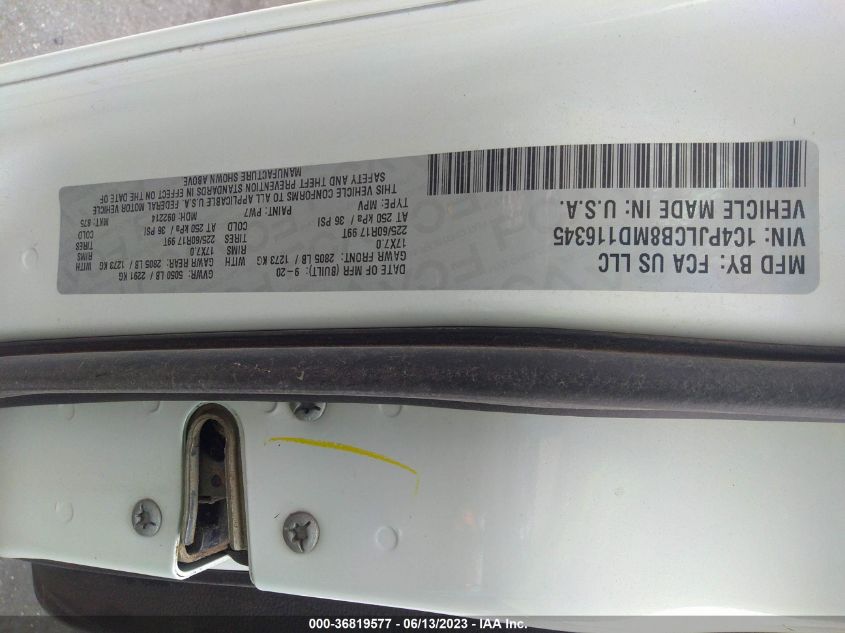 MFD BY: FCA US LLC
DATE OF MFR (BUILT): 9-20
GVWR: 5050 LB / 2291 KG
GAWR FRONT: 2805 LB / 1273 KG WITH
GAWR REAR: 2805 LB / 1273 KG WITH
17X7.0 RIMS
17X7.0 RIMS
225/60R17 99T TIRES
225/60R17 99T TIRES
AT 250 kPa / 36 PSI COLD
AT 250 kPa / 36 PSI COLD
VIN: 1C4PJLCB8MD116345
TYPE: MPV
PAINT: PW7
MDH: 092214
MKT: 875
VEHICLE MADE IN: U.S.A.
THIS VEHICLE CONFORMS TO ALL APPLICABLE U.S.A. FEDERAL MOTOR VEHICLE
SAFETY AND THEFT PREVENTION STANDARDS IN EFFECT ON THE DATE OF
MANUFACTURE SHOWN ABOVE
000-36819577 - 06/13/2023 - IAA Inc.